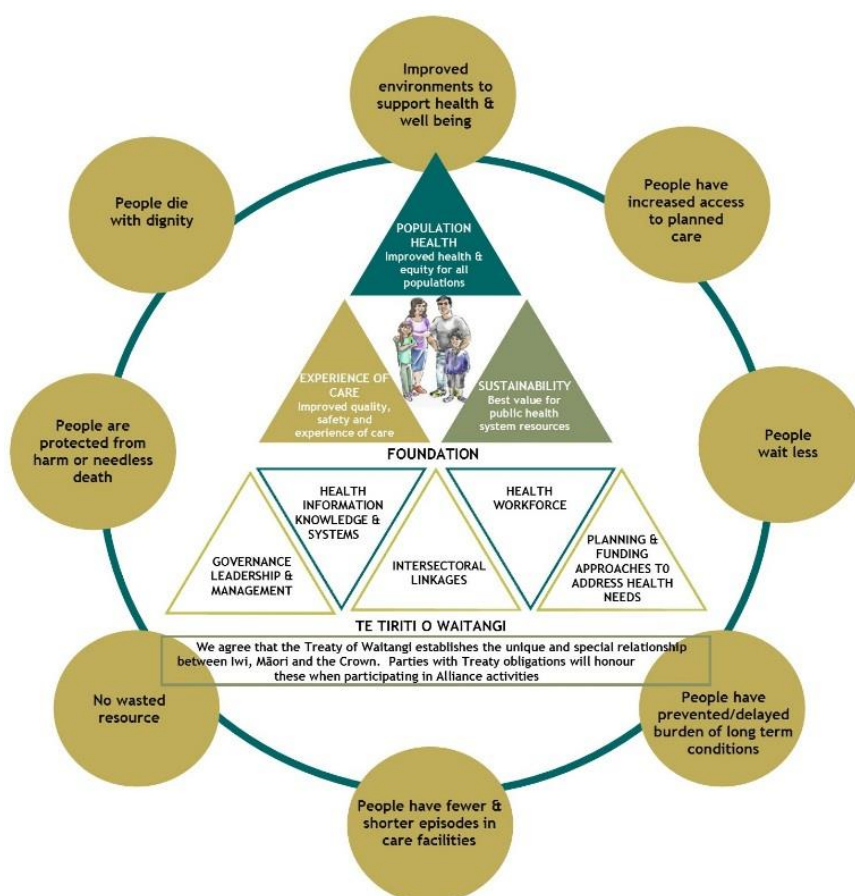 Improved
environments to
support health &
well being
People die
with dignity
People have
increased access
to planned
care
POPULATION
HEALTH
Improved health &
equity for all
populations
EXPERIENCE OF
CARE
Improved quality,
safety and
experience of care
SUSTAINABILITY
Best value for
public health
system resources
People are
protected from
harm or needless
death
People
wait less
FOUNDATION
GOVERNANCE
LEADERSHIP &
MANAGEMENT
HEALTH
INFORMATION
KNOWLEDGE &
SYSTEMS
INTERSECTORAL
LINKAGES
HEALTH
WORKFORCE
PLANNING &
FUNDING
APPROACHES TO
ADDRESS HEALTH
NEEDS
TE TIRITI O WAITANGI
We agree that the Treaty of Waitangi establishes the unique and special relationship
between Iwi, Māori and the Crown.  Parties with Treaty obligations will honour
these when participating in Alliance activities
No wasted
resource
People have
prevented/delayed
burden of long term
conditions
People have fewer &
shorter episodes in
care facilities